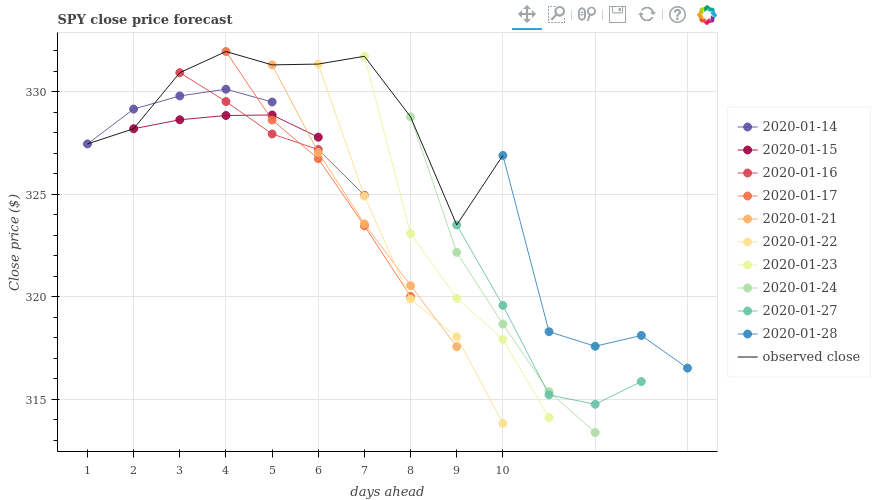 SPY close price forecast
330
325
320
315
Close price ($)
1 2 3 4 5 6 7 8 9 10
days ahead
2020-01-14
2020-01-15
2020-01-16
2020-01-17
2020-01-21
2020-01-22
2020-01-23
2020-01-24
2020-01-27
2020-01-28
observed close